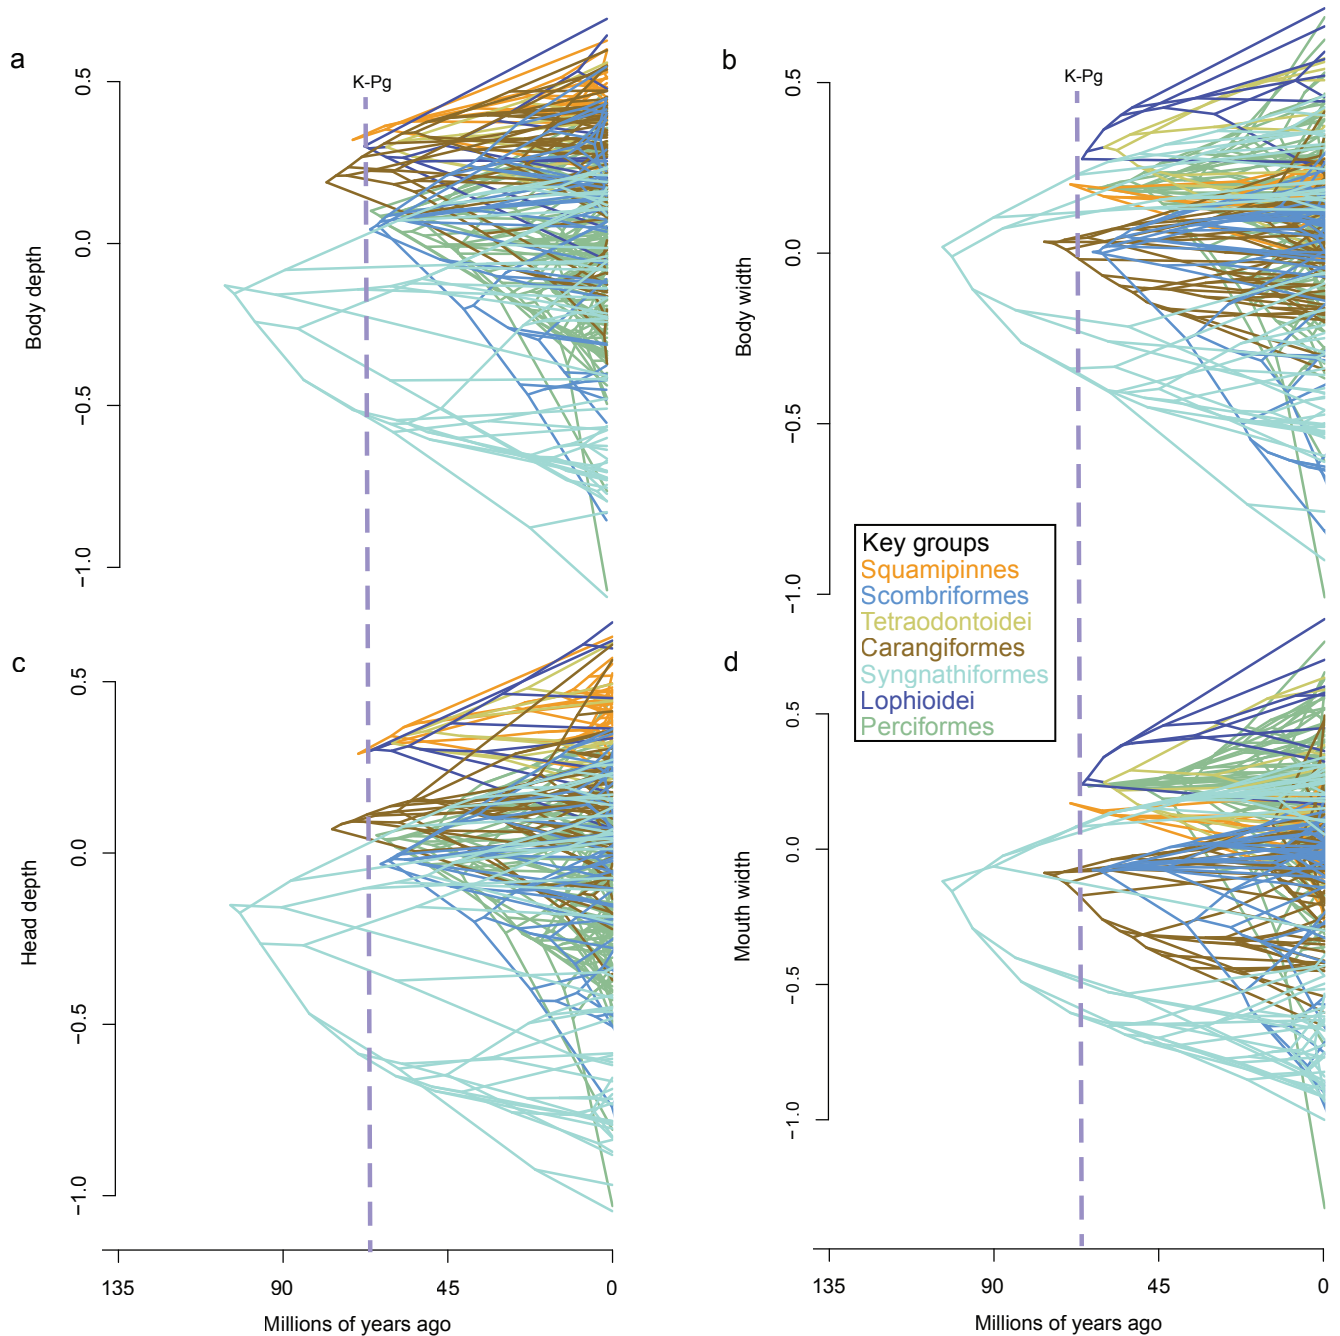 a
K-Pg
0.5
0.0
−0.5
−1.0
Body depth
b
K-Pg
0.5
0.0
−0.5
−1.0
Body width
Key groups
Squamipinnes
Scombriformes
Tetraodontoidei
Carangiformes
Syngnathiformes
Lophioidei
Perciformes
c
0.5
0.0
−0.5
−1.0
Head depth
135
90
45
0
Millions of years ago
d
0.5
0.0
−0.5
−1.0
Mouth width
135
90
45
0
Millions of years ago